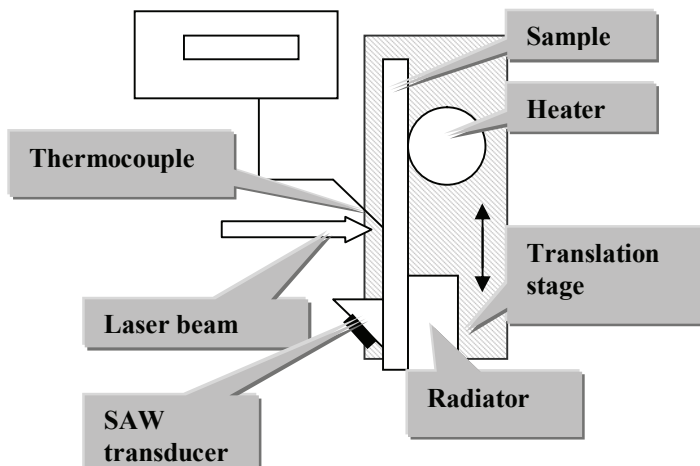 Sample
Heater
Thermocouple
Translation
stage
Laser beam
Radiator
SAW
transducer